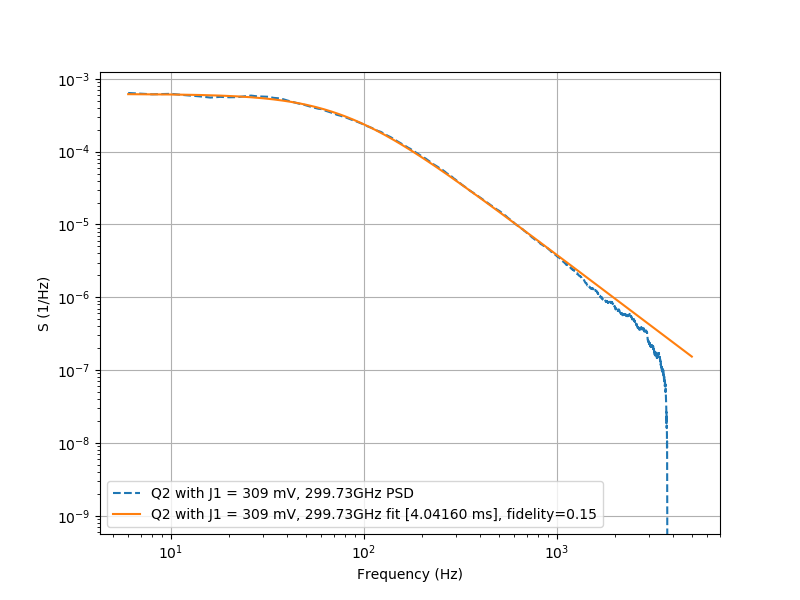 10⁻³
10⁻⁴
10⁻⁵
10⁻⁶
10⁻⁷
10⁻⁸
10⁻⁹
S (1/Hz)
Q2 with J1 = 309 mV, 299.73GHz PSD
Q2 with J1 = 309 mV, 299.73GHz fit [4.04160 ms], fidelity=0.15
10¹ 10² 10³
Frequency (Hz)